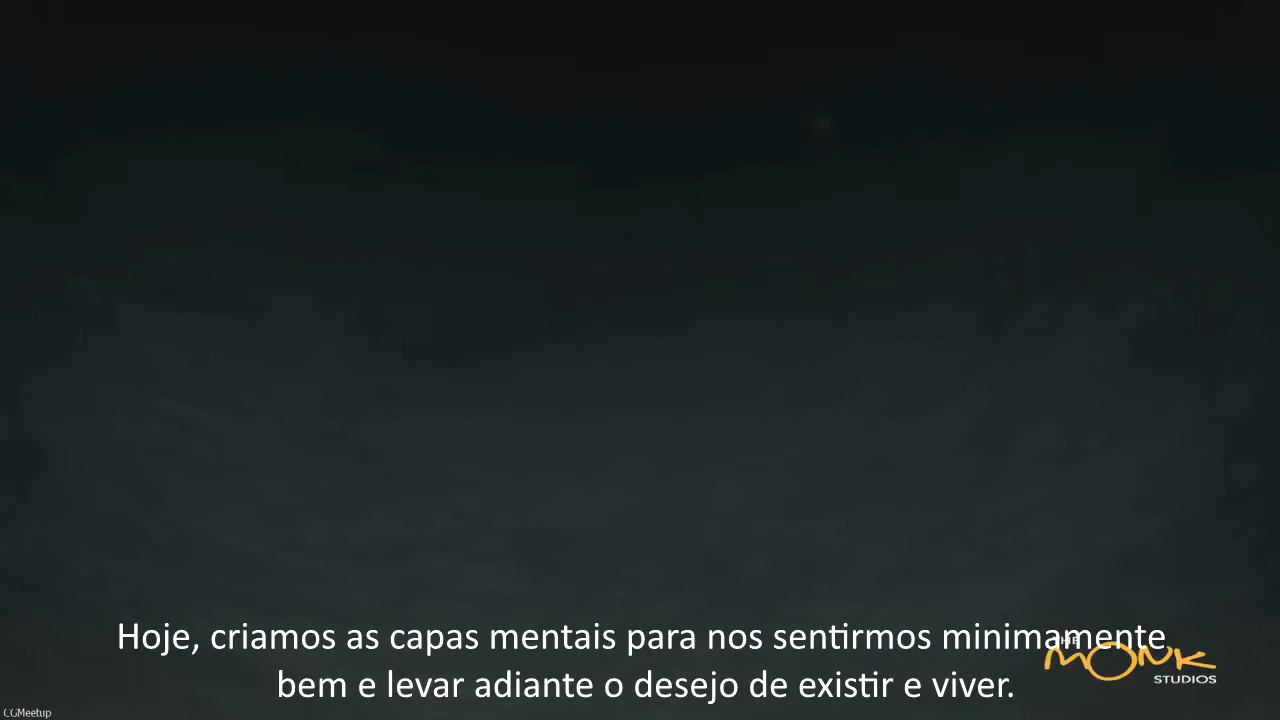 Hoje, criamos as capas mentais para nos sentirmos minimamente
bem e levar adiante o desejo de existir e viver.
THE
MONK
STUDIOS
CGMeetup